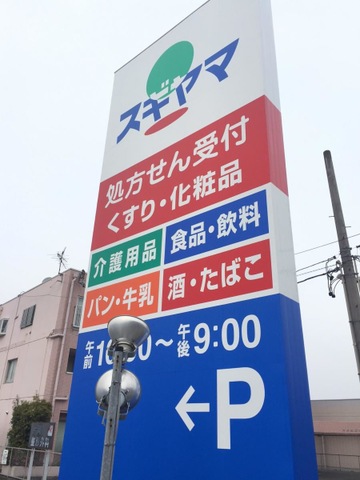 スギヤマ
処方せん受付
くすり・化粧品
介護用品 食品・飲料
パン・牛乳 酒・たばこ
午前 10:00～午後 9:00
←P